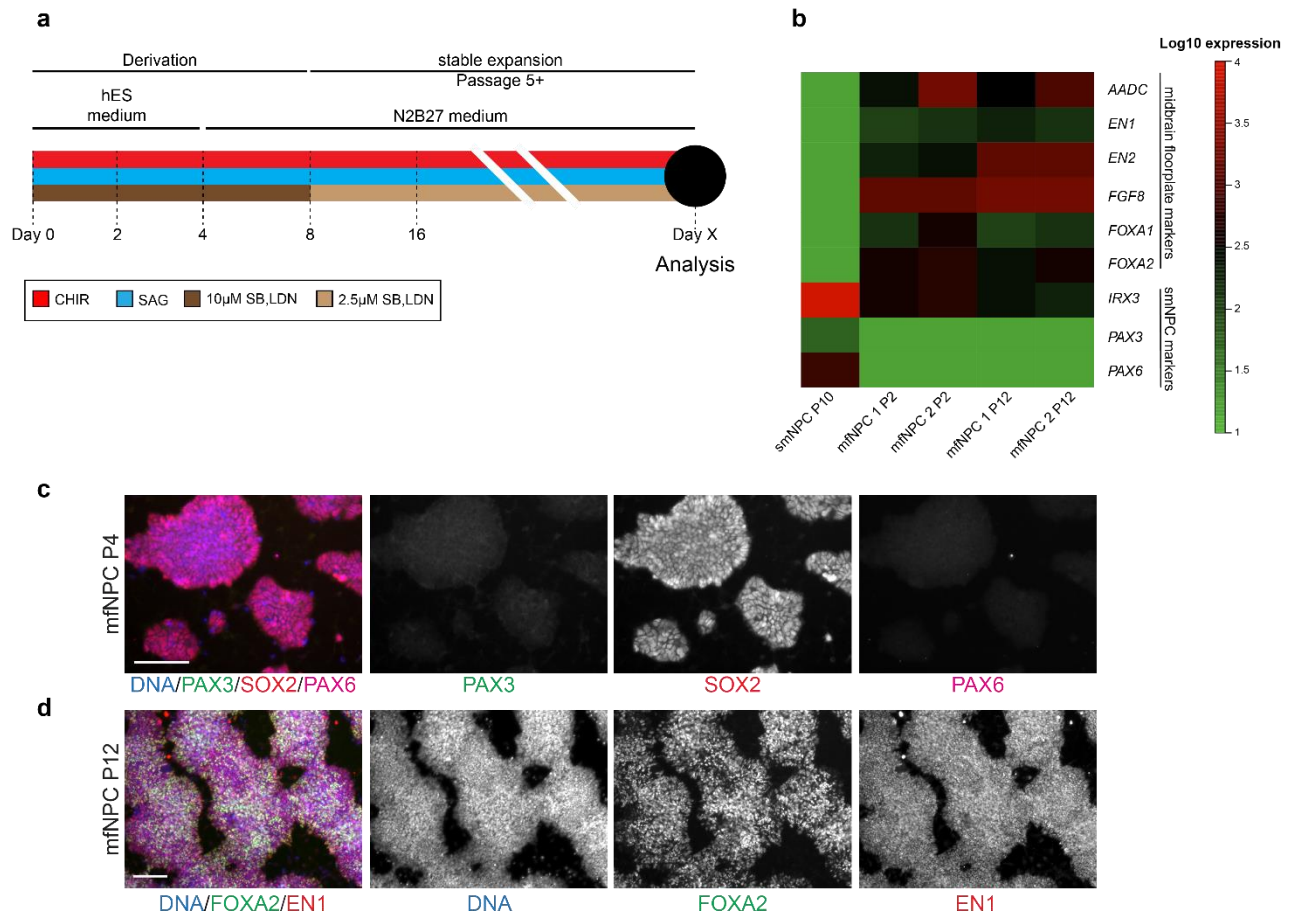 a
Derivation
stable expansion
Passage 5+
hES
medium
N2B27 medium
Day 0
2
4
8
16
Day X
Analysis
CHIR
SAG
10µM SB,LDN
2.5µM SB,LDN
b
Log10 expression
AADC
EN1
EN2
FGF8
FOXA1
FOXA2
IRX3
PAX3
PAX6
midbrain floorplate markers
smNPC markers
4
3.5
3
2.5
2
1.5
1
smNPC P10
mfNPC 1 P2
mfNPC 2 P2
mfNPC 1 P12
mfNPC 2 P12
c
mfNPC P4
DNA/PAX3/SOX2/PAX6
PAX3
SOX2
PAX6
d
mfNPC P12
DNA/FOXA2/EN1
DNA
FOXA2
EN1